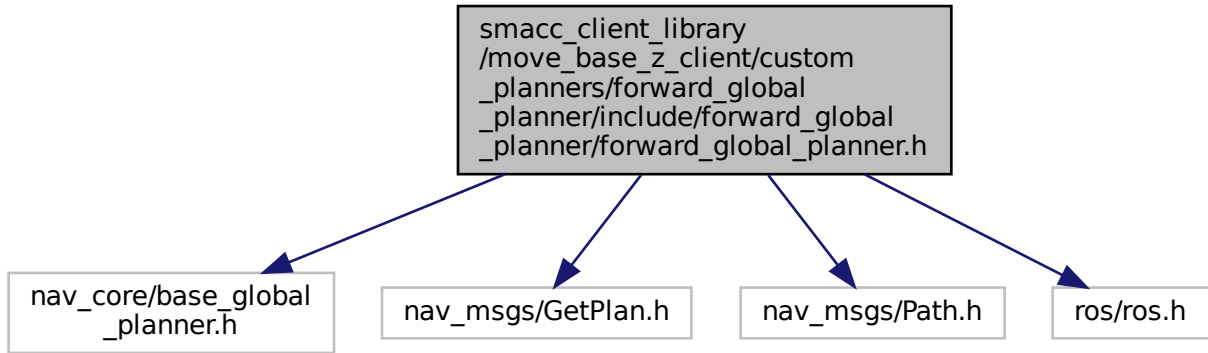 smacc_client_library
/move_base_z_client/custom
_planners/forward_global
_planner/include/forward_global
_planner/forward_global_planner.h
nav_core/base_global
_planner.h
nav_msgs/GetPlan.h
nav_msgs/Path.h
ros/ros.h